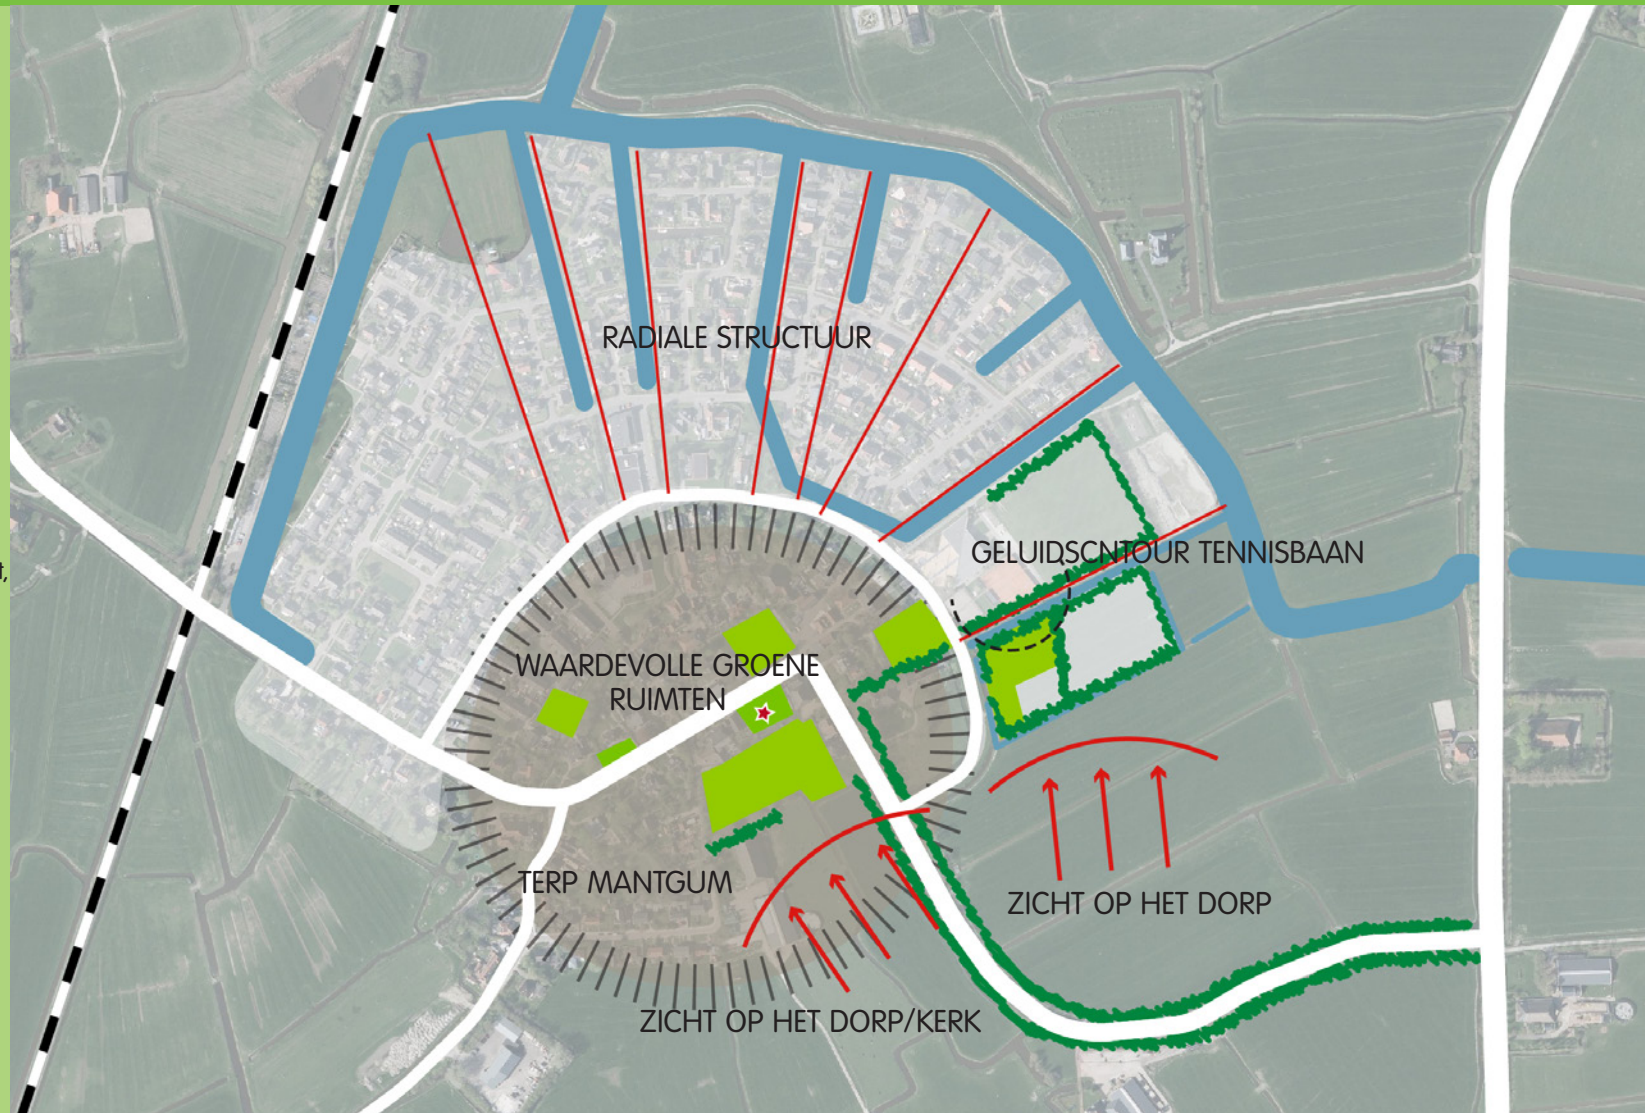 RADIALE STRUCTUUR
t,
GELUIDSCNTOUR TENNISBAAN
WAARDEVOLLE GROENE
RUIMTEN
TERP MANTGUM
ZICHT OP HET DORP
ZICHT OP HET DORP/KERK